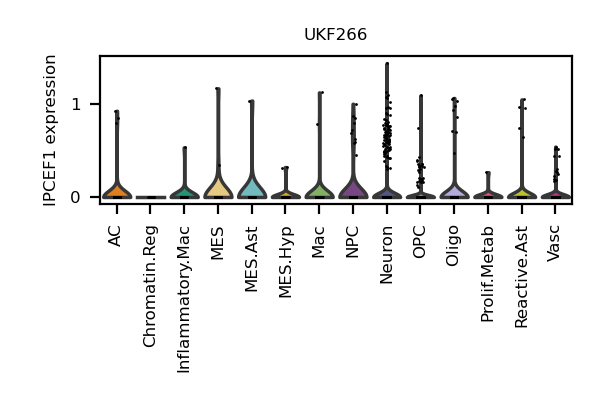 UKF266
IPCEF1 expression
1
0
AC
Chromatin.Reg
Inflammatory.Mac
MES
MES.Ast
MES.Hyp
Mac
NPC
Neuron
OPC
Oligo
Prolif.Metab
Reactive.Ast
Vasc